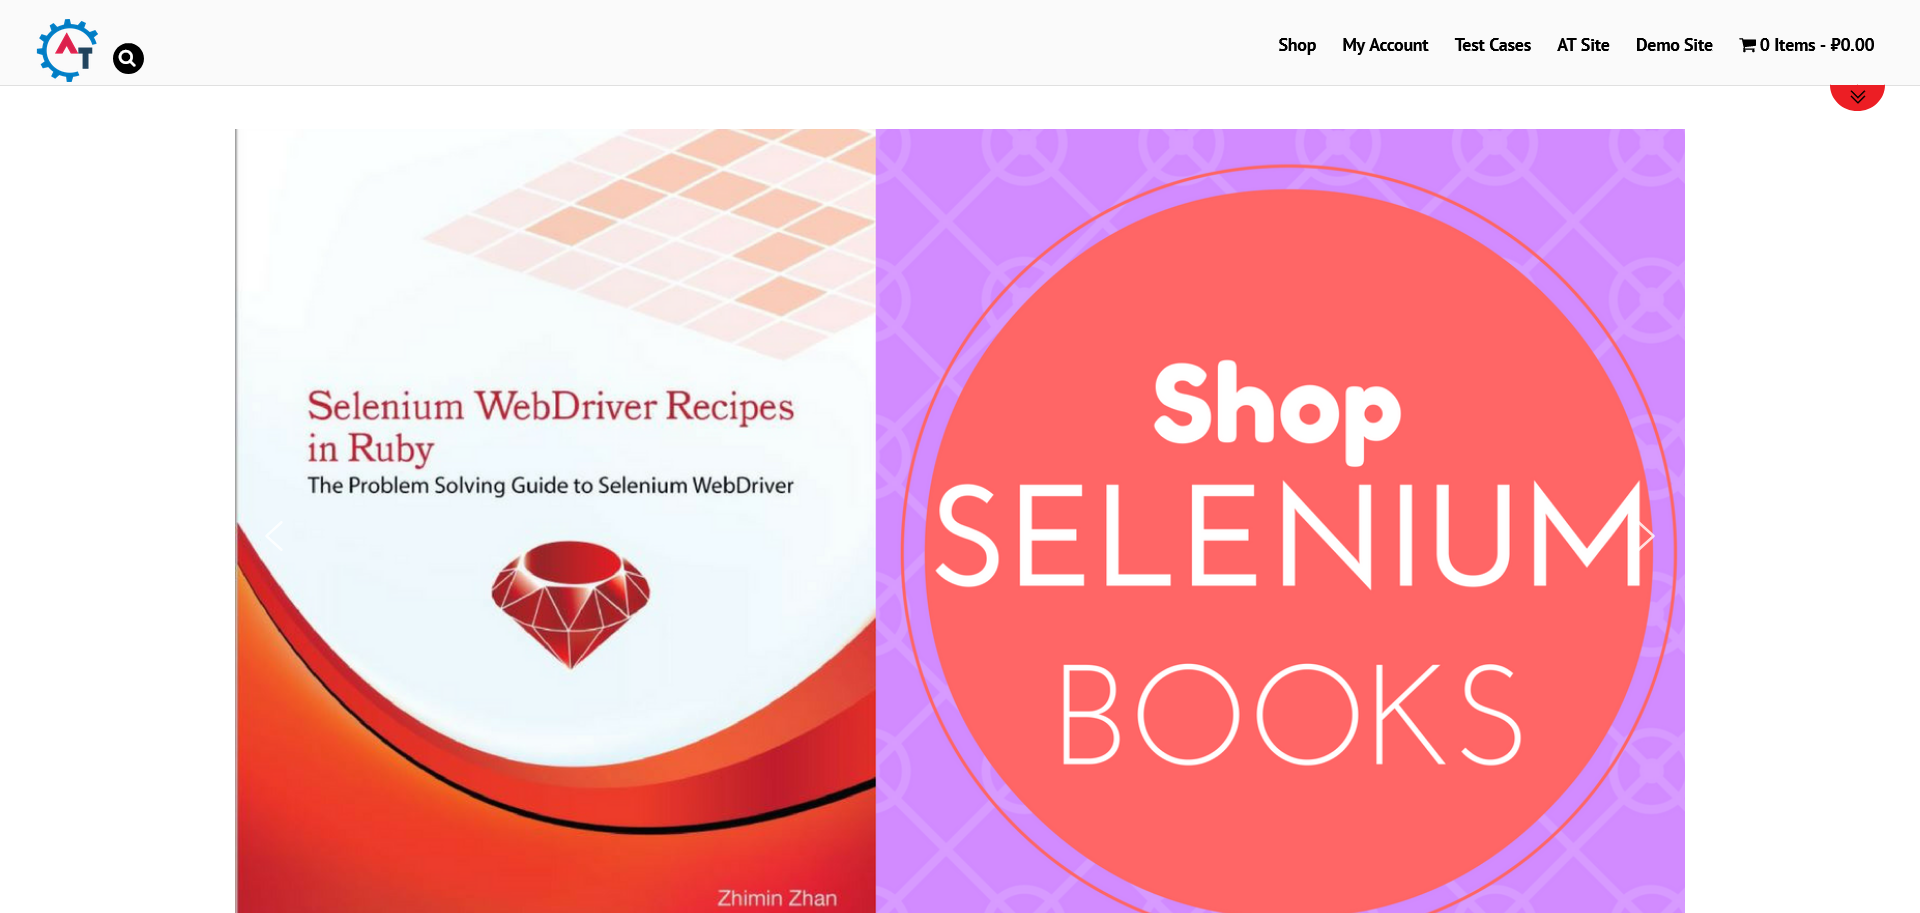 AT
Shop
My Account
Test Cases
AT Site
Demo Site
0 Items - ₽0.00
Selenium WebDriver Recipes
in Ruby
The Problem Solving Guide to Selenium WebDriver
Zhimin Zhan
Shop
SELENIUM
BOOKS